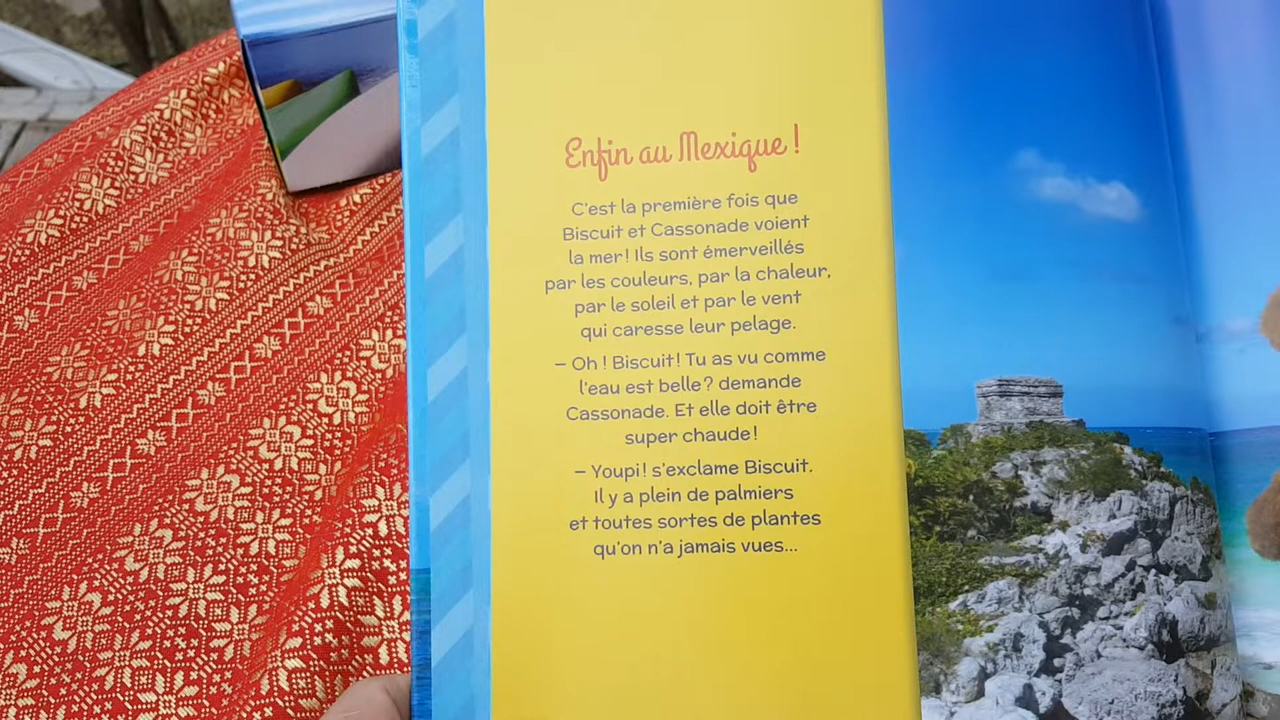 Enfin au Mexique !
C'est la première fois que
Biscuit et Cassonade voient
la mer! Ils sont émerveillés
par les couleurs, par la chaleur,
par le soleil et par le vent
qui caresse leur pelage.
– Oh ! Biscuit! Tu as vu comme
l'eau est belle? demande
Cassonade. Et elle doit être
super chaude!
– Youpi! s'exclame Biscuit.
Il y a plein de palmiers
et toutes sortes de plantes
qu'on n'a jamais vues...